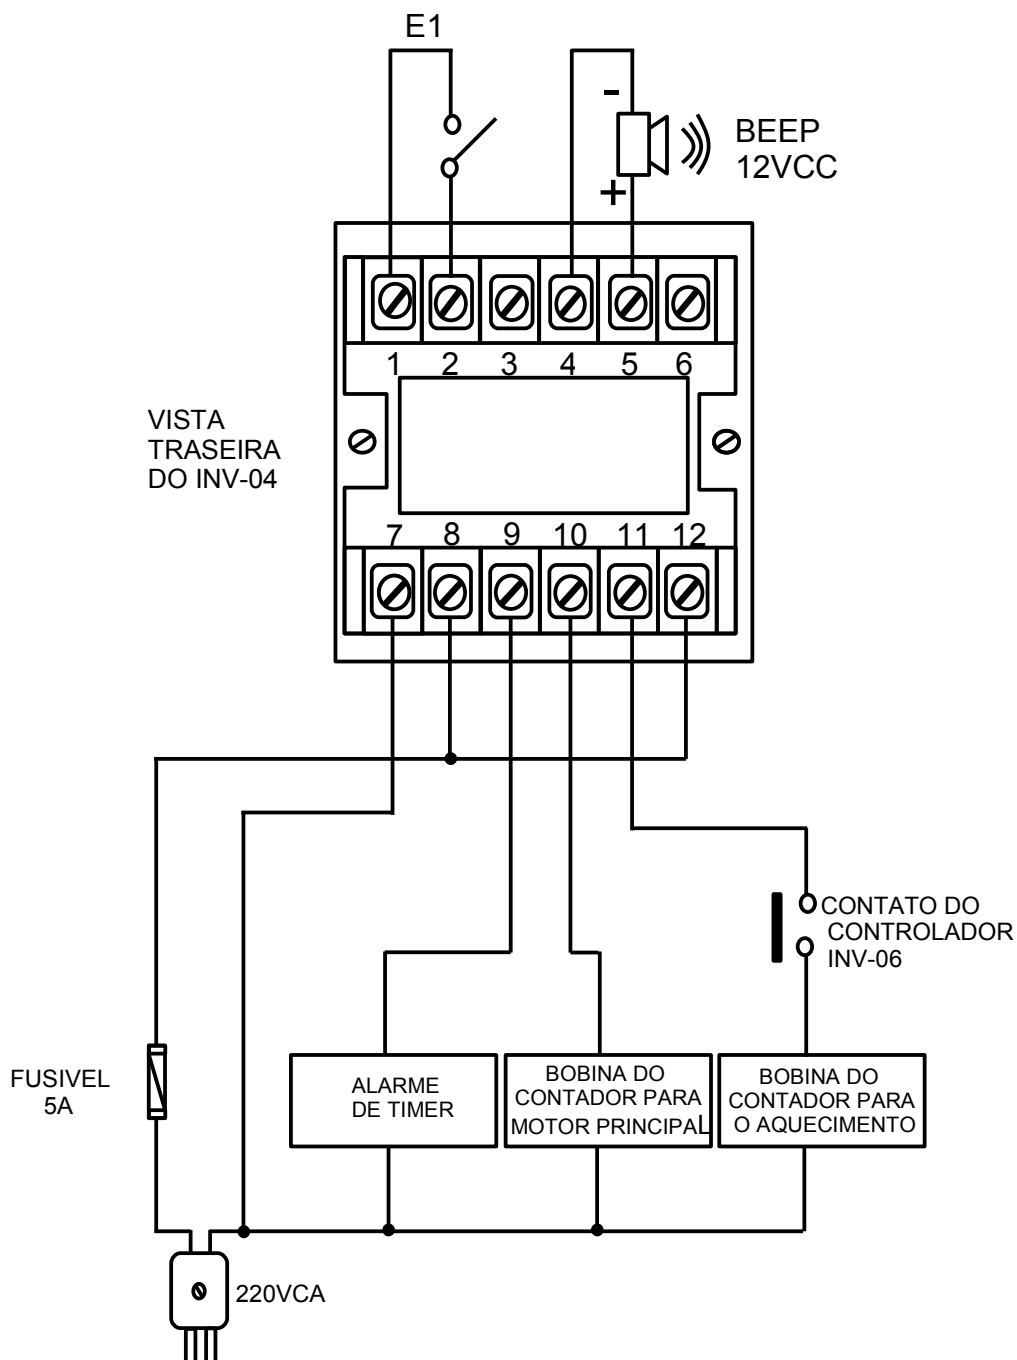 E1
-
BEEP
12VCC
+
1 2 3 4 5 6
VISTA
TRASEIRA
DO INV-04
7 8 9 10 11 12
CONTATO DO
CONTROLADOR
INV-06
FUSIVEL
5A
ALARME
DE TIMER
BOBINA DO
CONTADOR PARA
MOTOR PRINCIPAL
BOBINA DO
CONTADOR PARA
O AQUECIMENTO
220VCA